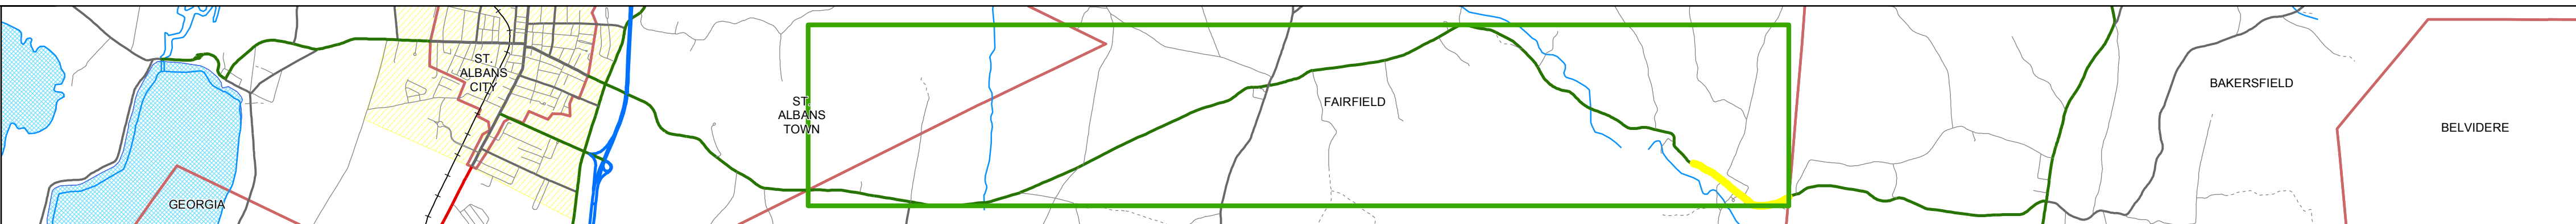 ST.
ALBANS
CITY
ST.
ALBANS
TOWN
GEORGIA
FAIRFIELD
BAKERSFIELD
BELVIDERE